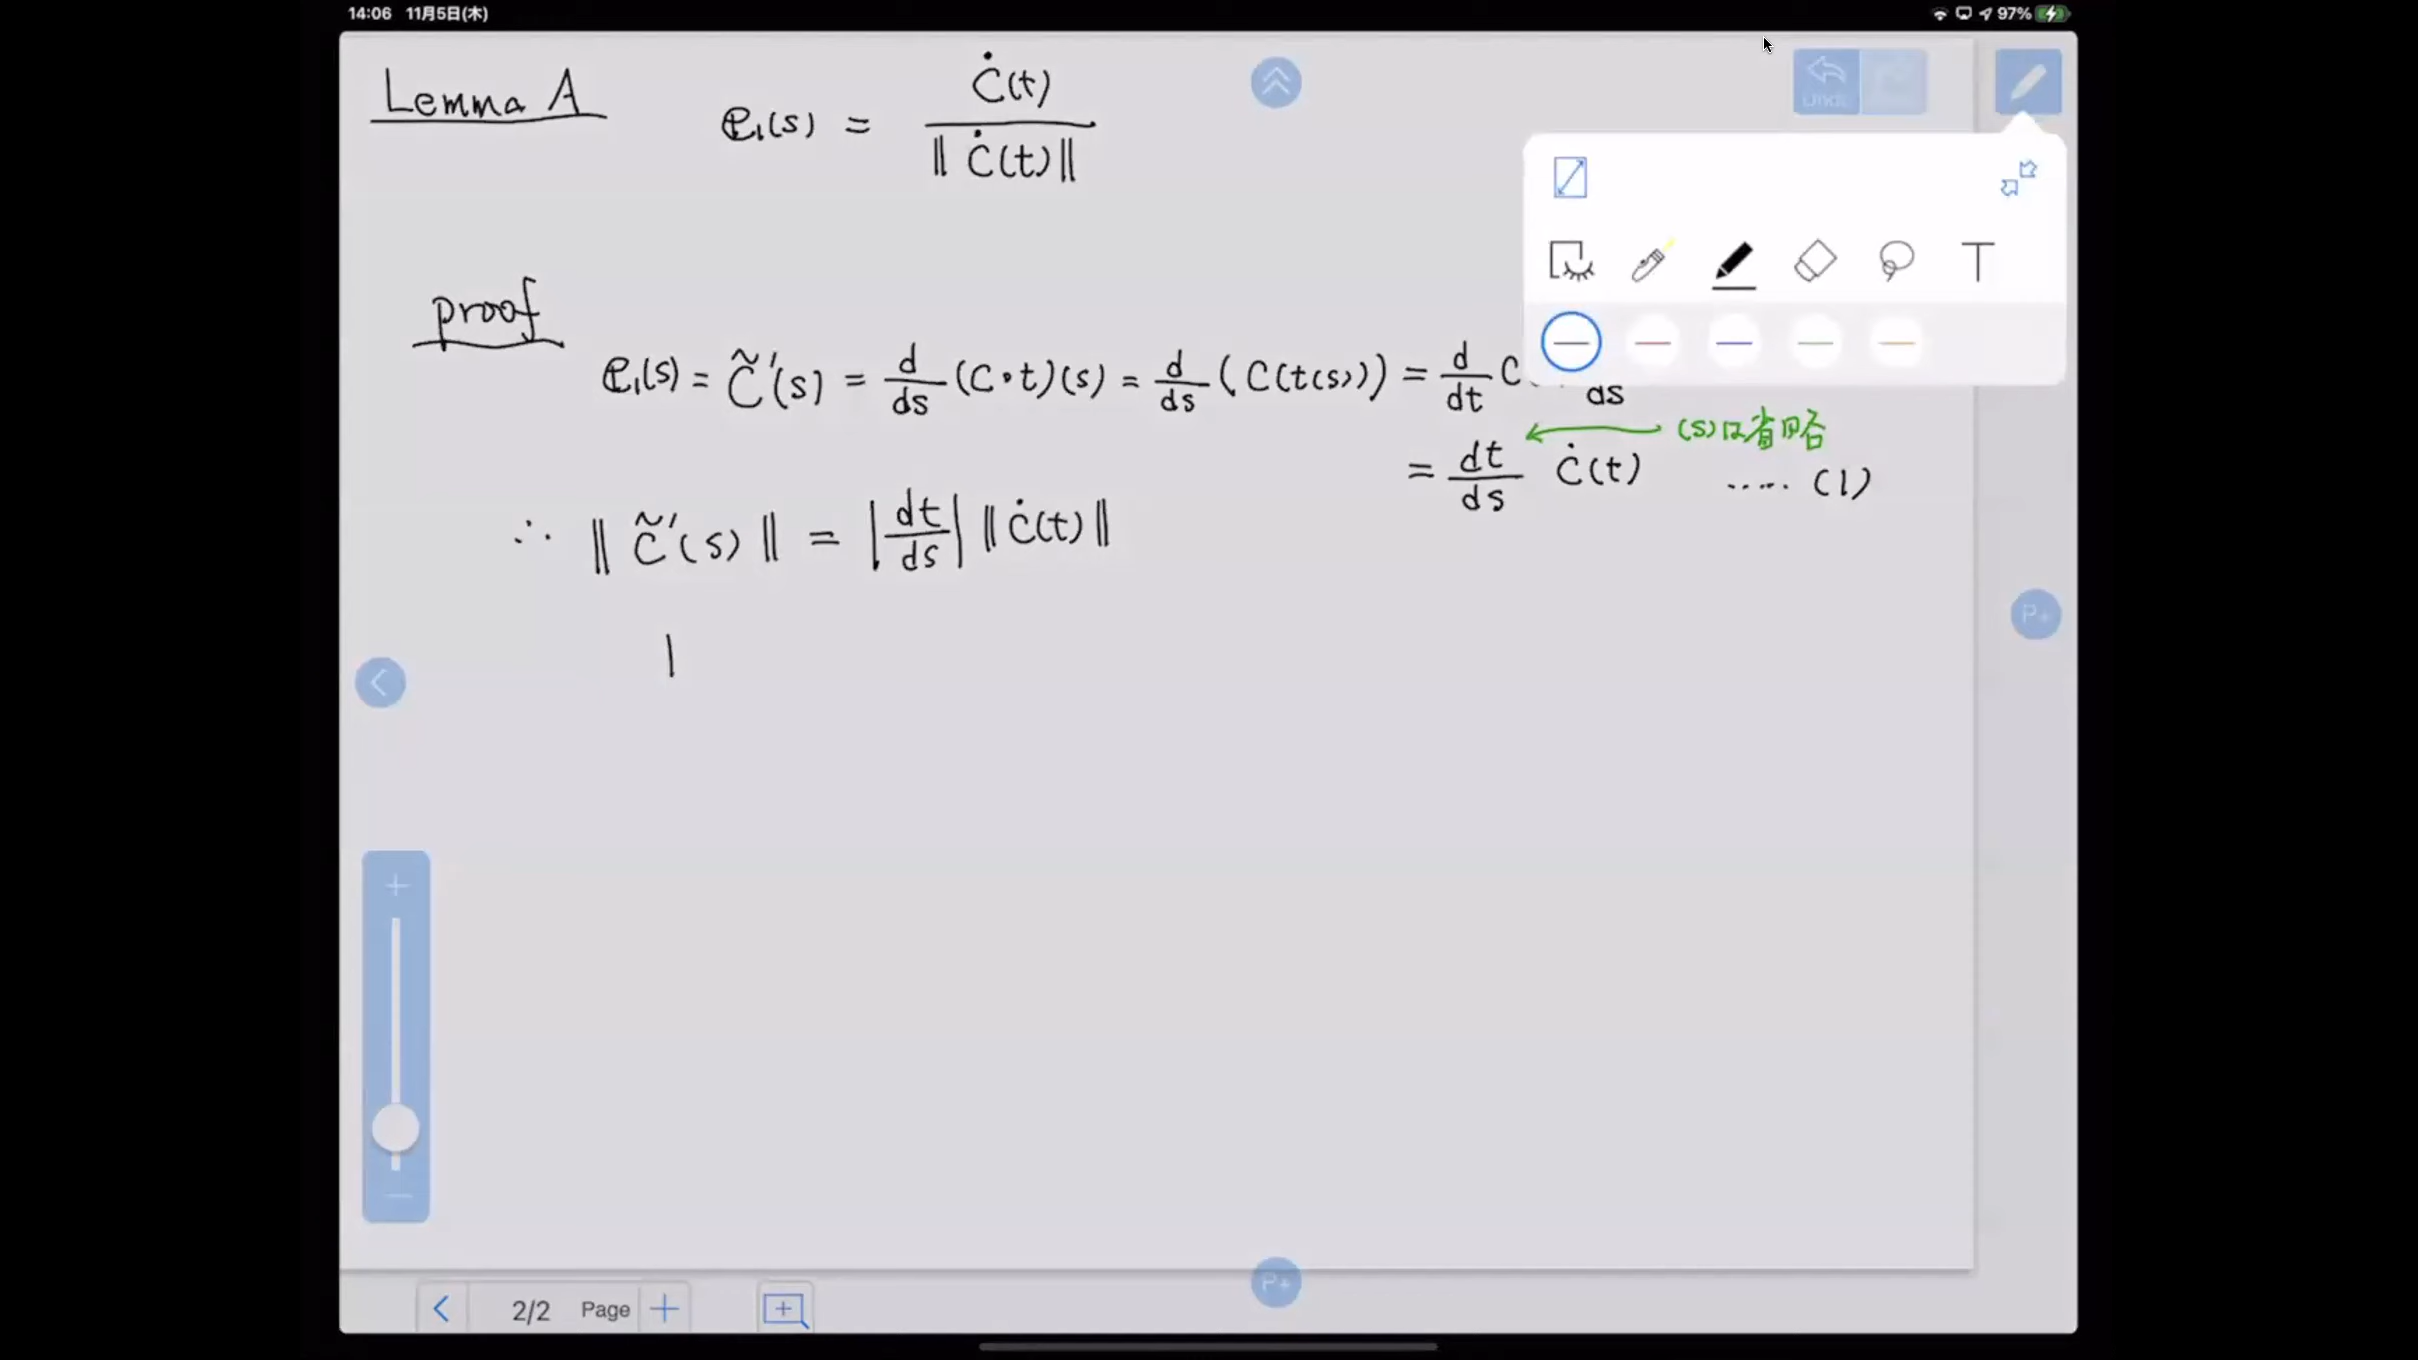 14:06 11月5日(木) 97%
Lemma A e₁(s) = Ċ(t) / ‖Ċ(t)‖
Undo
proof
e₁(s) = C̃'(s) = d/ds (C∘t)(s) = d/ds (C(t(s))) = d/dt C ds
(s)は省略
= dt/ds Ċ(t) ..... (1)
∴ ‖C̃'(s)‖ = |dt/ds| ‖Ċ(t)‖
|
T
P+
P+
2/2 Page